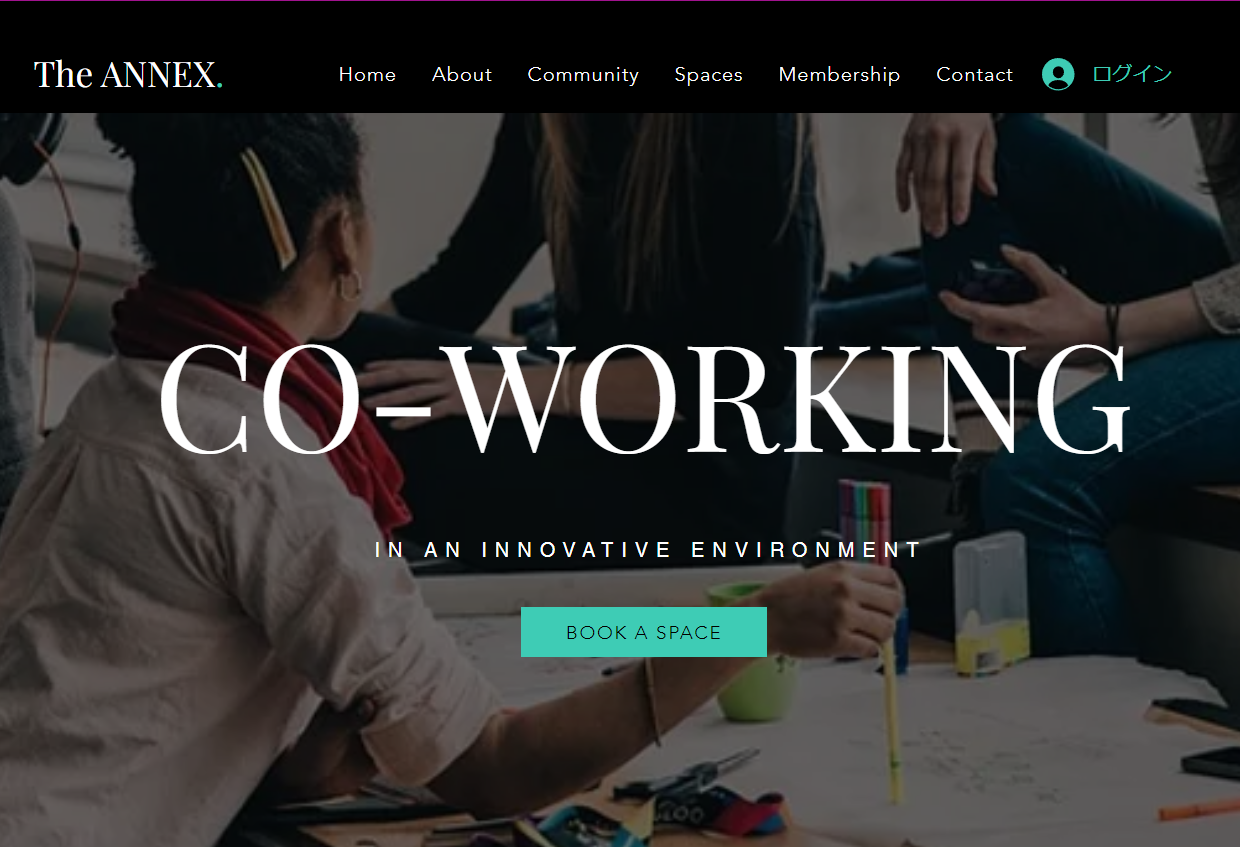 The ANNEX.
Home About Community Spaces Membership Contact ログイン
CO-WORKING
IN AN INNOVATIVE ENVIRONMENT
BOOK A SPACE